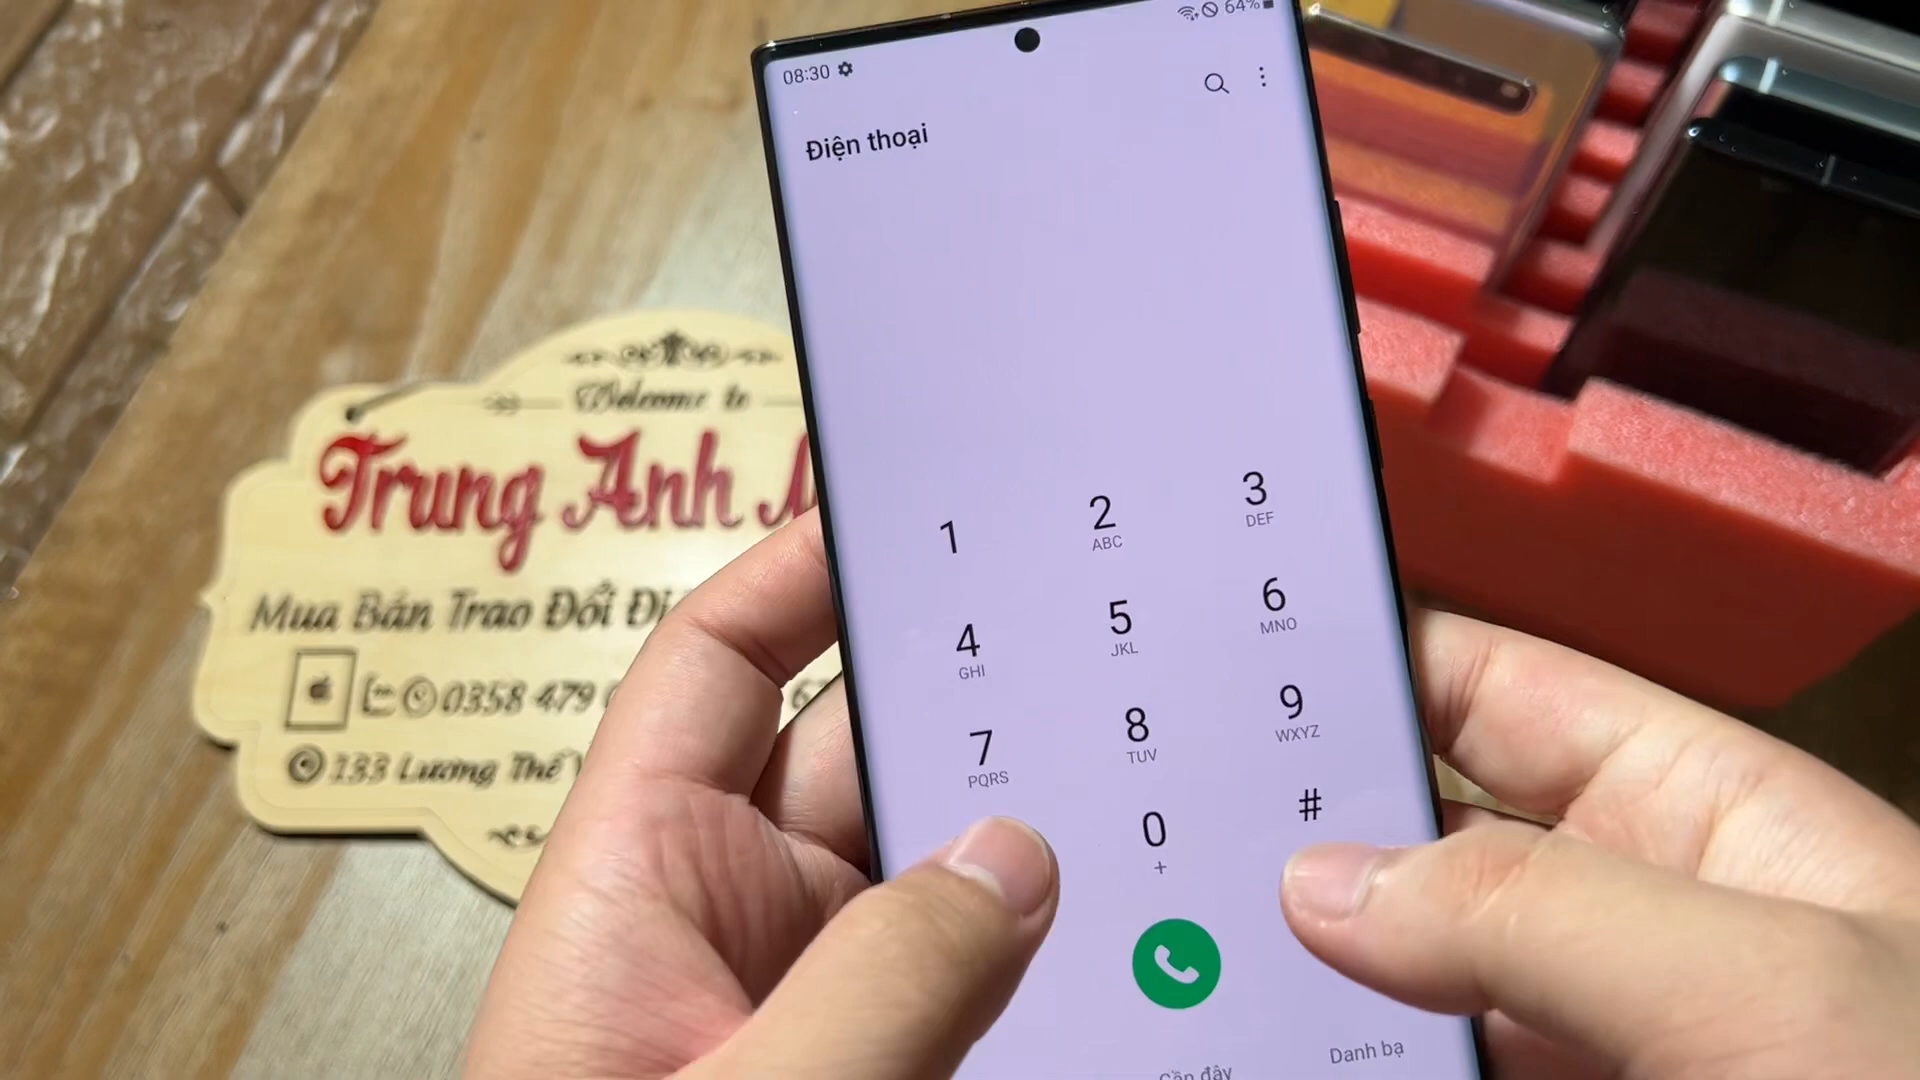 08:30
64%
Điện thoại
1
2
ABC
3
DEF
4
GHI
5
JKL
6
MNO
7
PQRS
8
TUV
9
WXYZ
0
+
#
Gần đây
Danh bạ
Welcome to
Trung Anh
Mua Bán Trao Đổi
0358 479
133 Lương Thế